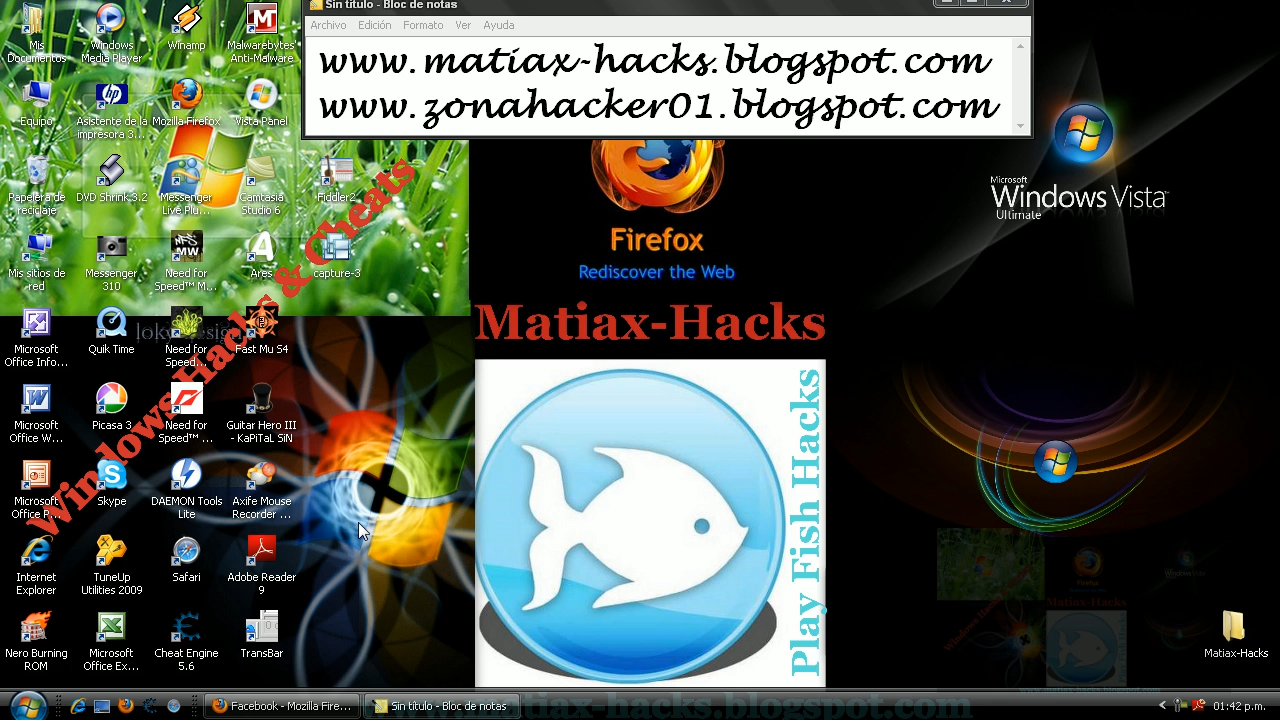 Sin título - Bloc de notas
Archivo Edición Formato Ver Ayuda
www.matiax-hacks.blogspot.com
www.zonahacker01.blogspot.com
Mis Documentos
Windows Media Player
Winamp
Malwarebytes' Anti-Malware
Equipo
Asistente de la impresora 3...
Mozilla Firefox
Vista Panel
Papelera de reciclaje
DVD Shrink 3.2
Messenger Live Plu...
Camtasia Studio 6
Fiddler2
Mis sitios de red
Messenger 310
Need for Speed™ M...
Ares
capture-3
Microsoft Office Info...
Quik Time
Need for Speed...
Fast Mu S4
Microsoft Office W...
Need for Speed™ ...
Guitar Hero III - KaPiTaL SiN
Microsoft Office P...
Skype
DAEMON Tools Lite
Axife Mouse Recorder ...
Internet Explorer
TuneUp Utilities 2009
Safari
Adobe Reader 9
Nero Burning ROM
Microsoft Office Ex...
Cheat Engine 5.6
TransBar
Windows Hacks & Cheats
Firefox
Rediscover the Web
Matiax-Hacks
Play Fish Hacks
Microsoft
Windows Vista
Ultimate
Matiax-Hacks
Facebook - Mozilla Fire...
Sin título - Bloc de notas
01:42 p.m.